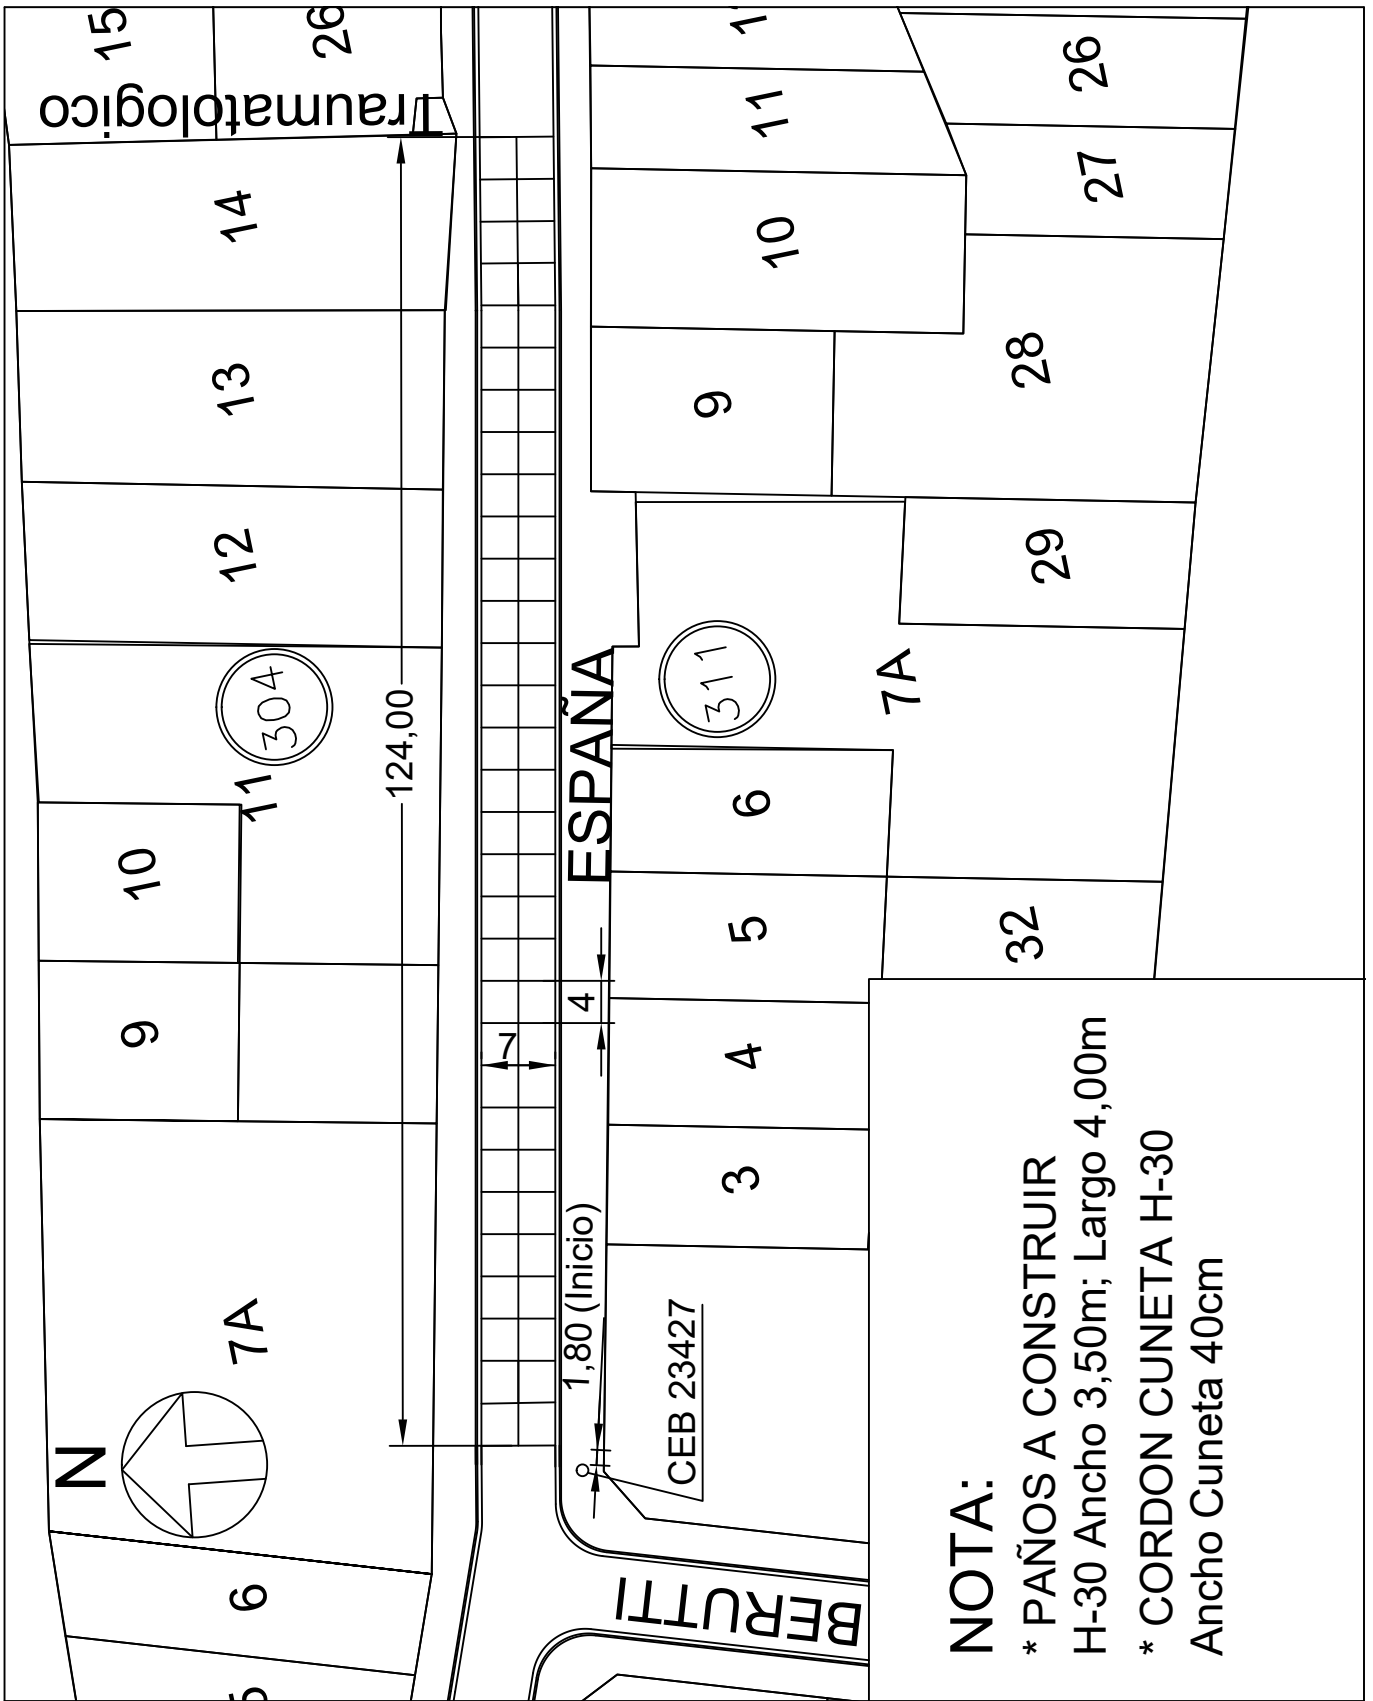 15
26
Traumatologico
14
13
12
304
11
124,00
10
9
7A
N
6
ESPAÑA
7
4
1,80 (Inicio)
CEB 23427
BERUTTI
11
10
9
26
27
28
29
311
7A
6
5
32
4
3
NOTA:
* PAÑOS A CONSTRUIR
H-30 Ancho 3,50m; Largo 4,00m
* CORDON CUNETA H-30
Ancho Cuneta 40cm